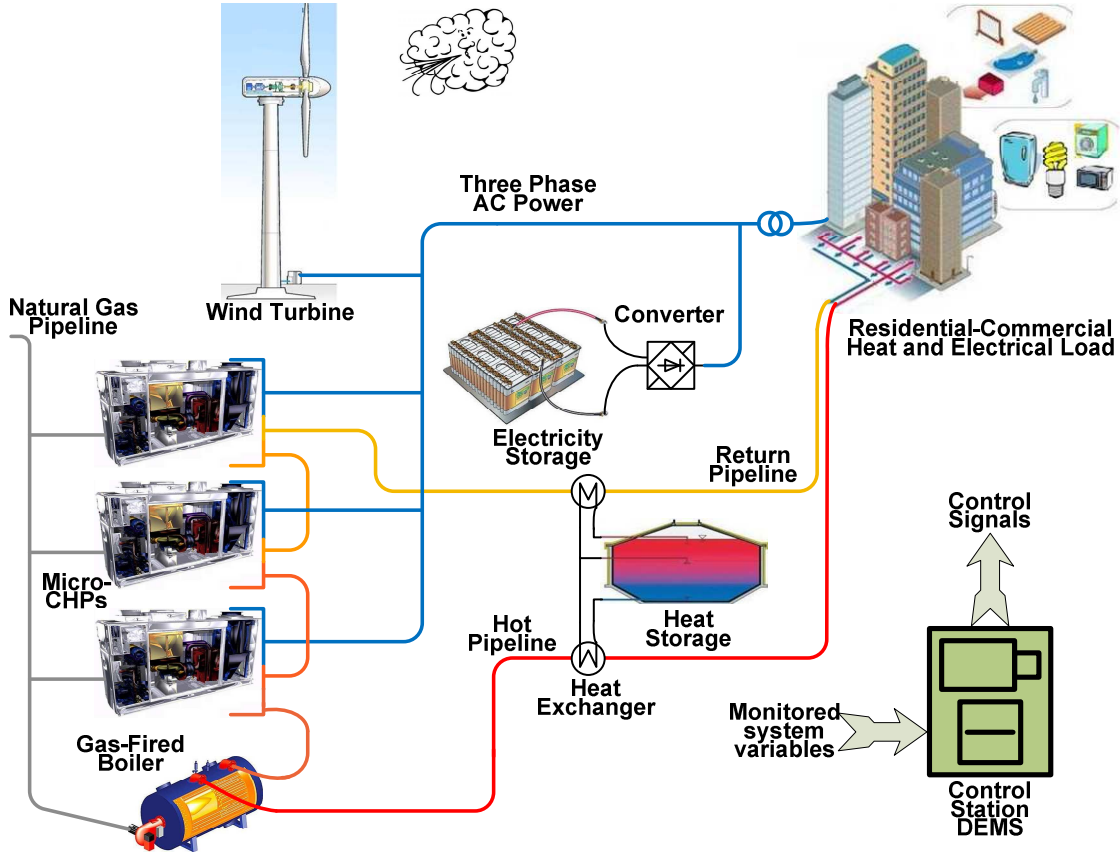 Three Phase
AC Power
Natural Gas
Pipeline
Wind Turbine
Converter
Residential-Commercial
Heat and Electrical Load
Electricity
Storage
Return
Pipeline
Control
Signals
Micro-
CHPs
Hot
Pipeline
Heat
Storage
Heat
Exchanger
Monitored
system
variables
Gas-Fired
Boiler
Control
Station
DEMS